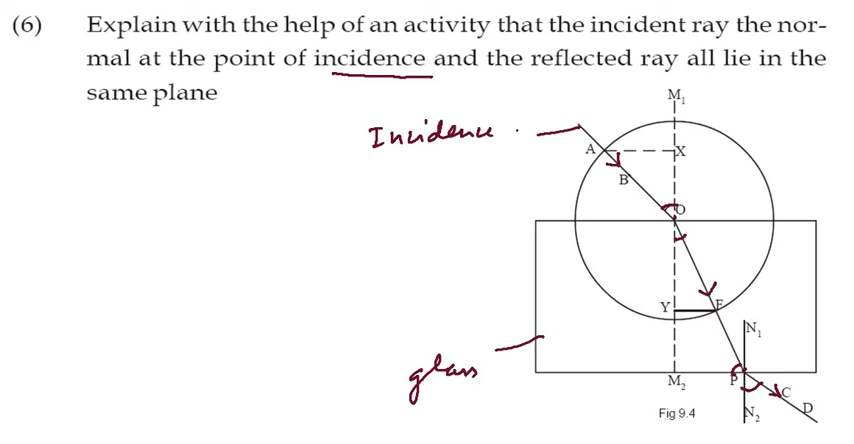 (6) Explain with the help of an activity that the incident ray the nor-
mal at the point of incidence and the reflected ray all lie in the
same plane
M₁
Incidence
A
X
B
O
Y
E
N₁
glass
M₂
P
C
D
N₂
Fig 9.4